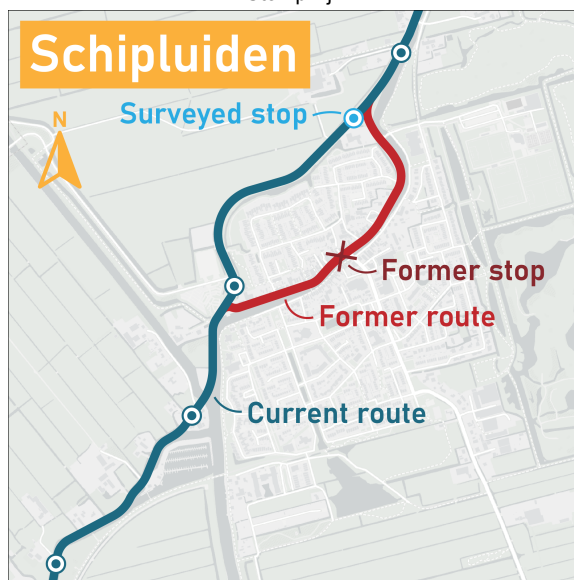 Schipluiden
Surveyed stop
N
Former stop
Former route
Current route